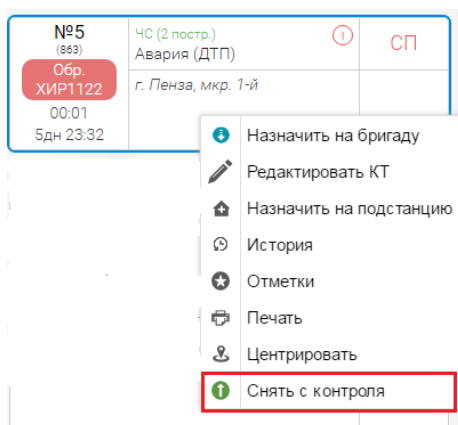 №5
(863)
Обр.
ХИР1122
00:01
5дн 23:32
ЧС (2 постр.)
Авария (ДТП)
I
г. Пенза, мкр. 1-й
СП
Назначить на бригаду
Редактировать КТ
Назначить на подстанцию
История
Отметки
Печать
Центрировать
Снять с контроля